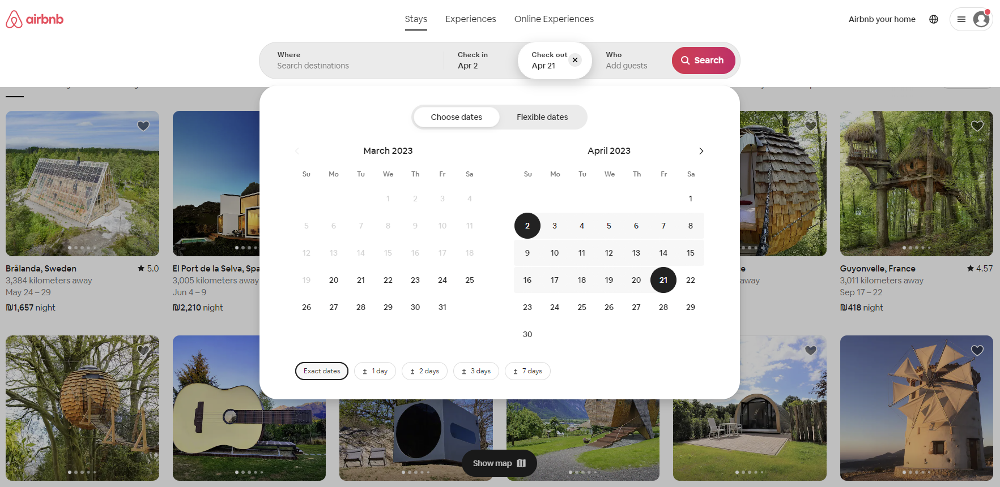 airbnb
Stays Experiences Online Experiences
Airbnb your home
Where
Search destinations
Check in
Apr 2
Check out
Apr 21
Who
Add guests
Search
Choose dates Flexible dates
March 2023
Su Mo Tu We Th Fr Sa
1 2 3 4
5 6 7 8 9 10 11
12 13 14 15 16 17 18
19 20 21 22 23 24 25
26 27 28 29 30 31
April 2023
Su Mo Tu We Th Fr Sa
1
2 3 4 5 6 7 8
9 10 11 12 13 14 15
16 17 18 19 20 21 22
23 24 25 26 27 28 29
30
Exact dates ± 1 day ± 2 days ± 3 days ± 7 days
Brålanda, Sweden ★ 5.0
3,384 kilometers away
May 24 – 29
₪1,657 night
El Port de la Selva, Spa
3,005 kilometers away
Jun 4 – 9
₪2,210 night
ce
away
Guyonvelle, France ★ 4.57
3,011 kilometers away
Sep 17 – 22
₪418 night
Show map